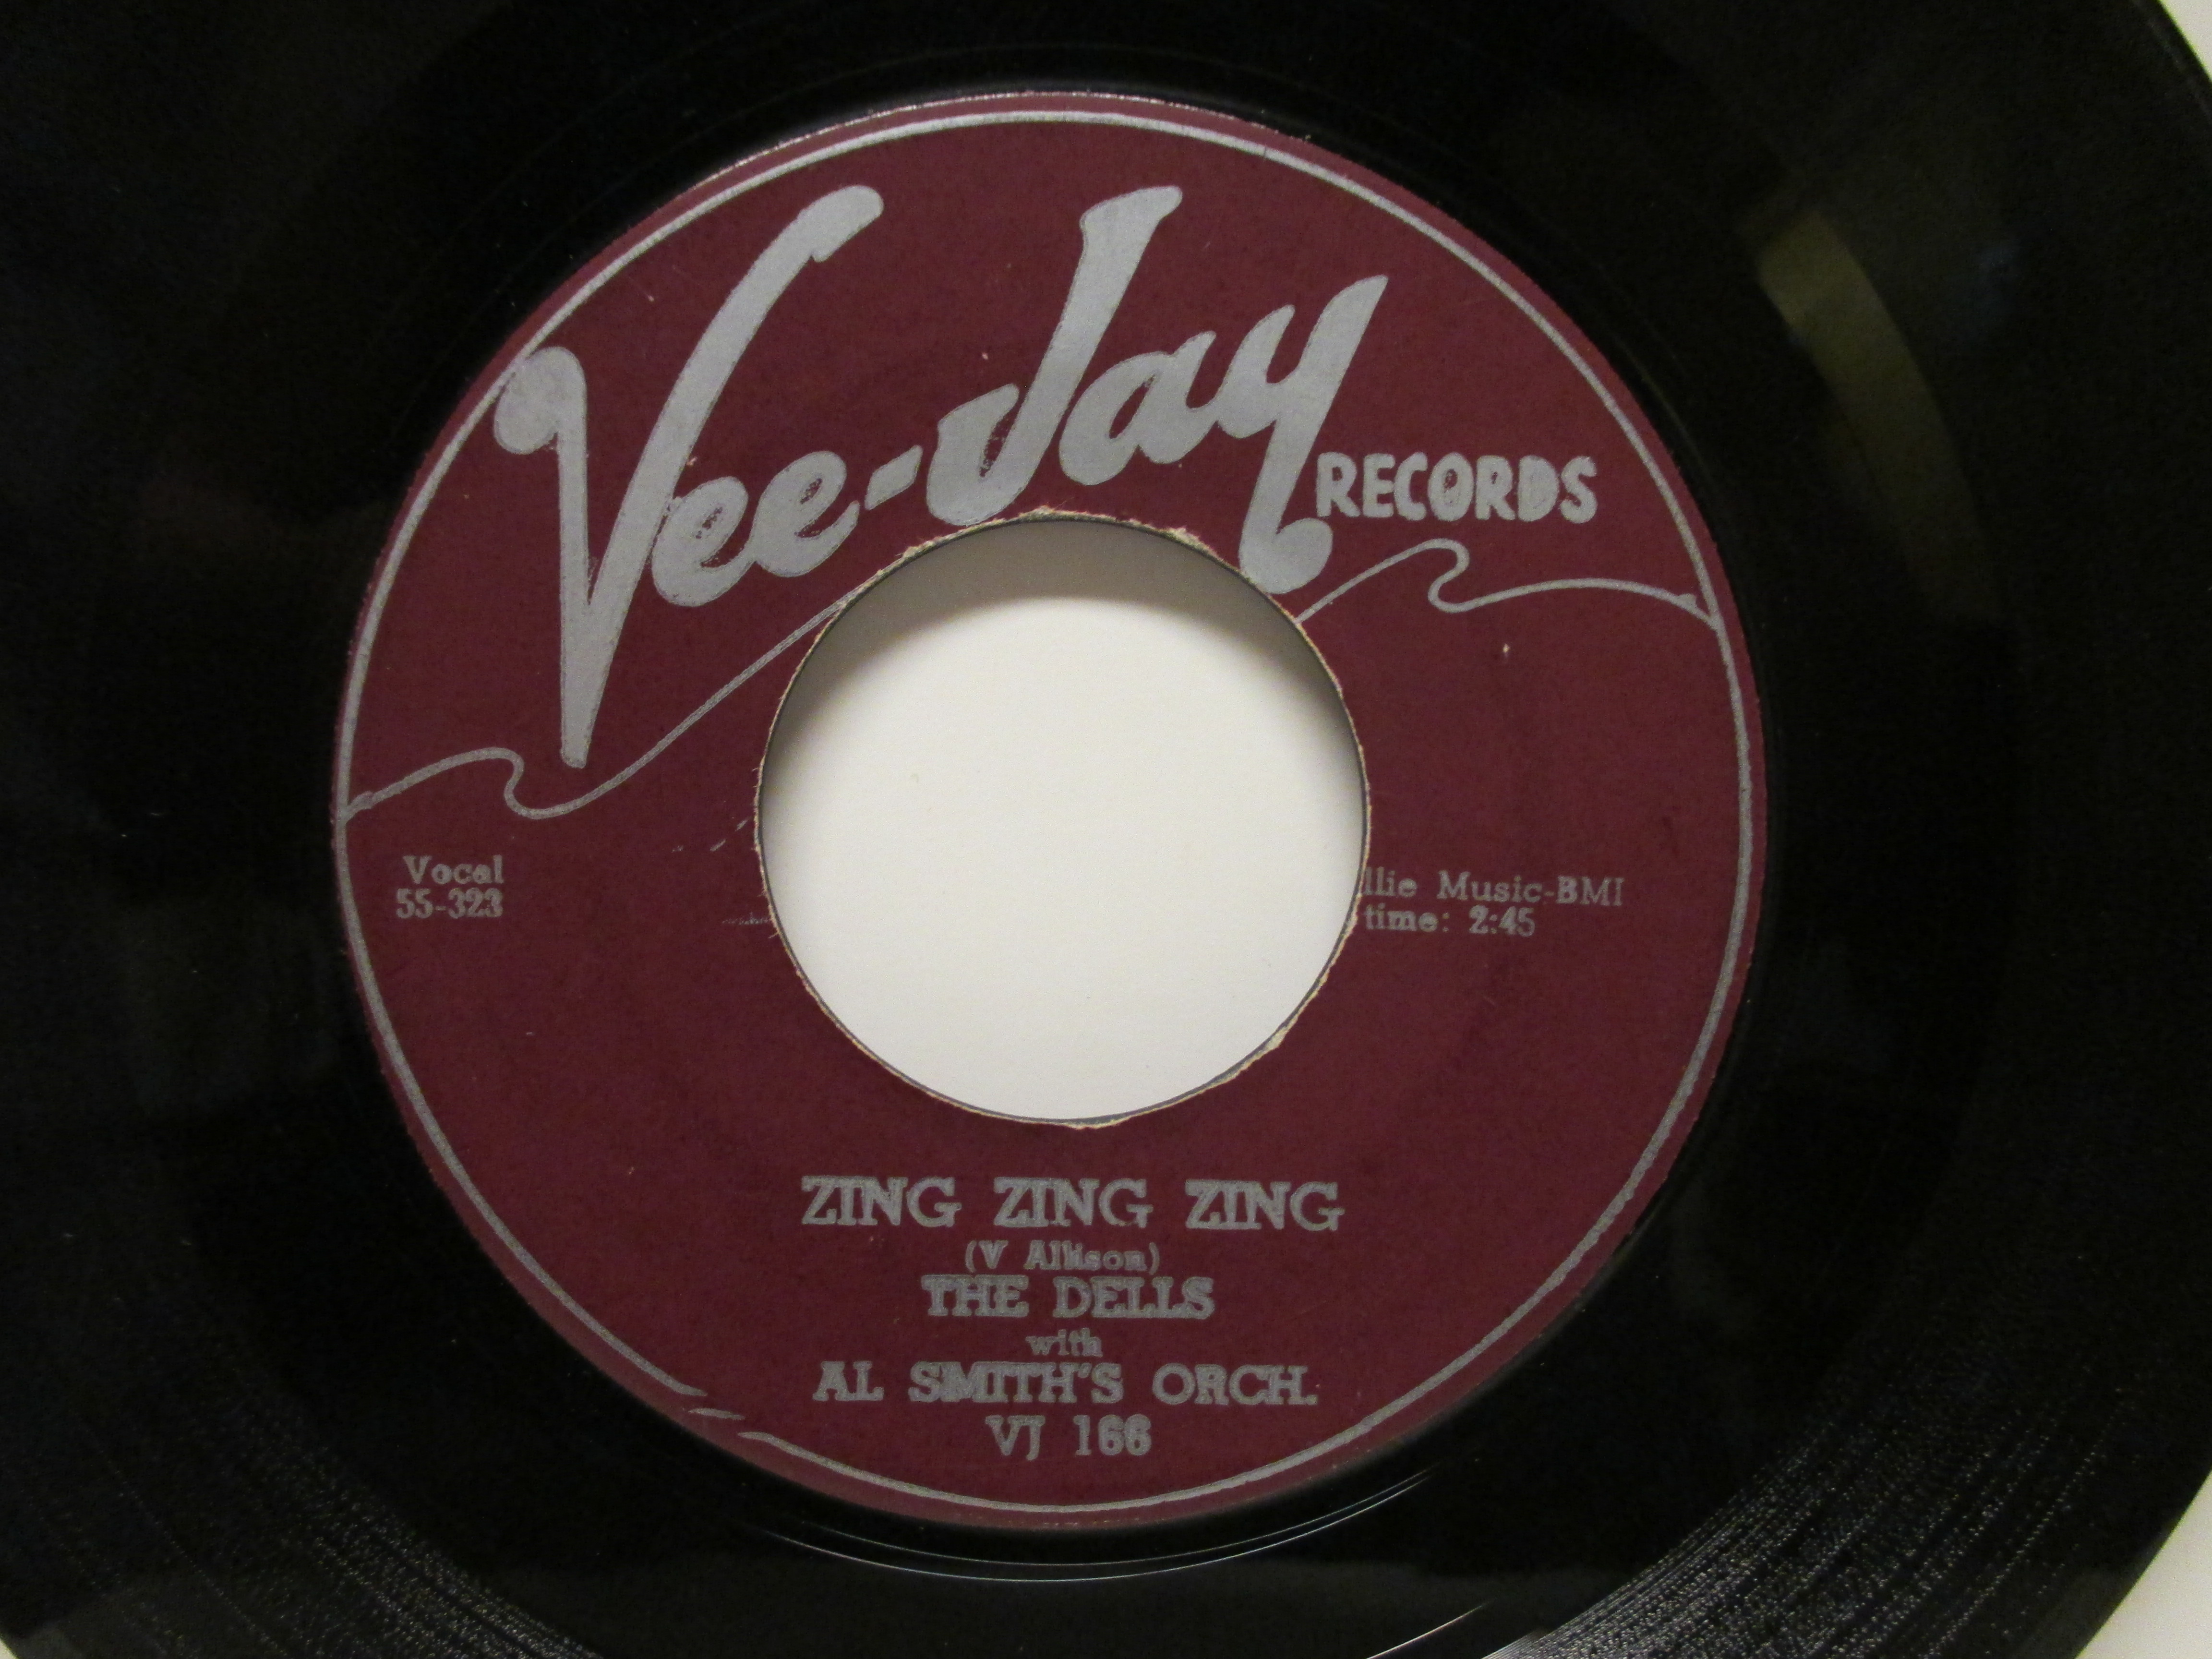 Vee-Jay
RECORDS
Vocal
55-323
llie Music-BMI
time: 2:45
ZING ZING ZING
(V Allison)
THE DELLS
with
AL SMITH'S ORCH.
VJ 166